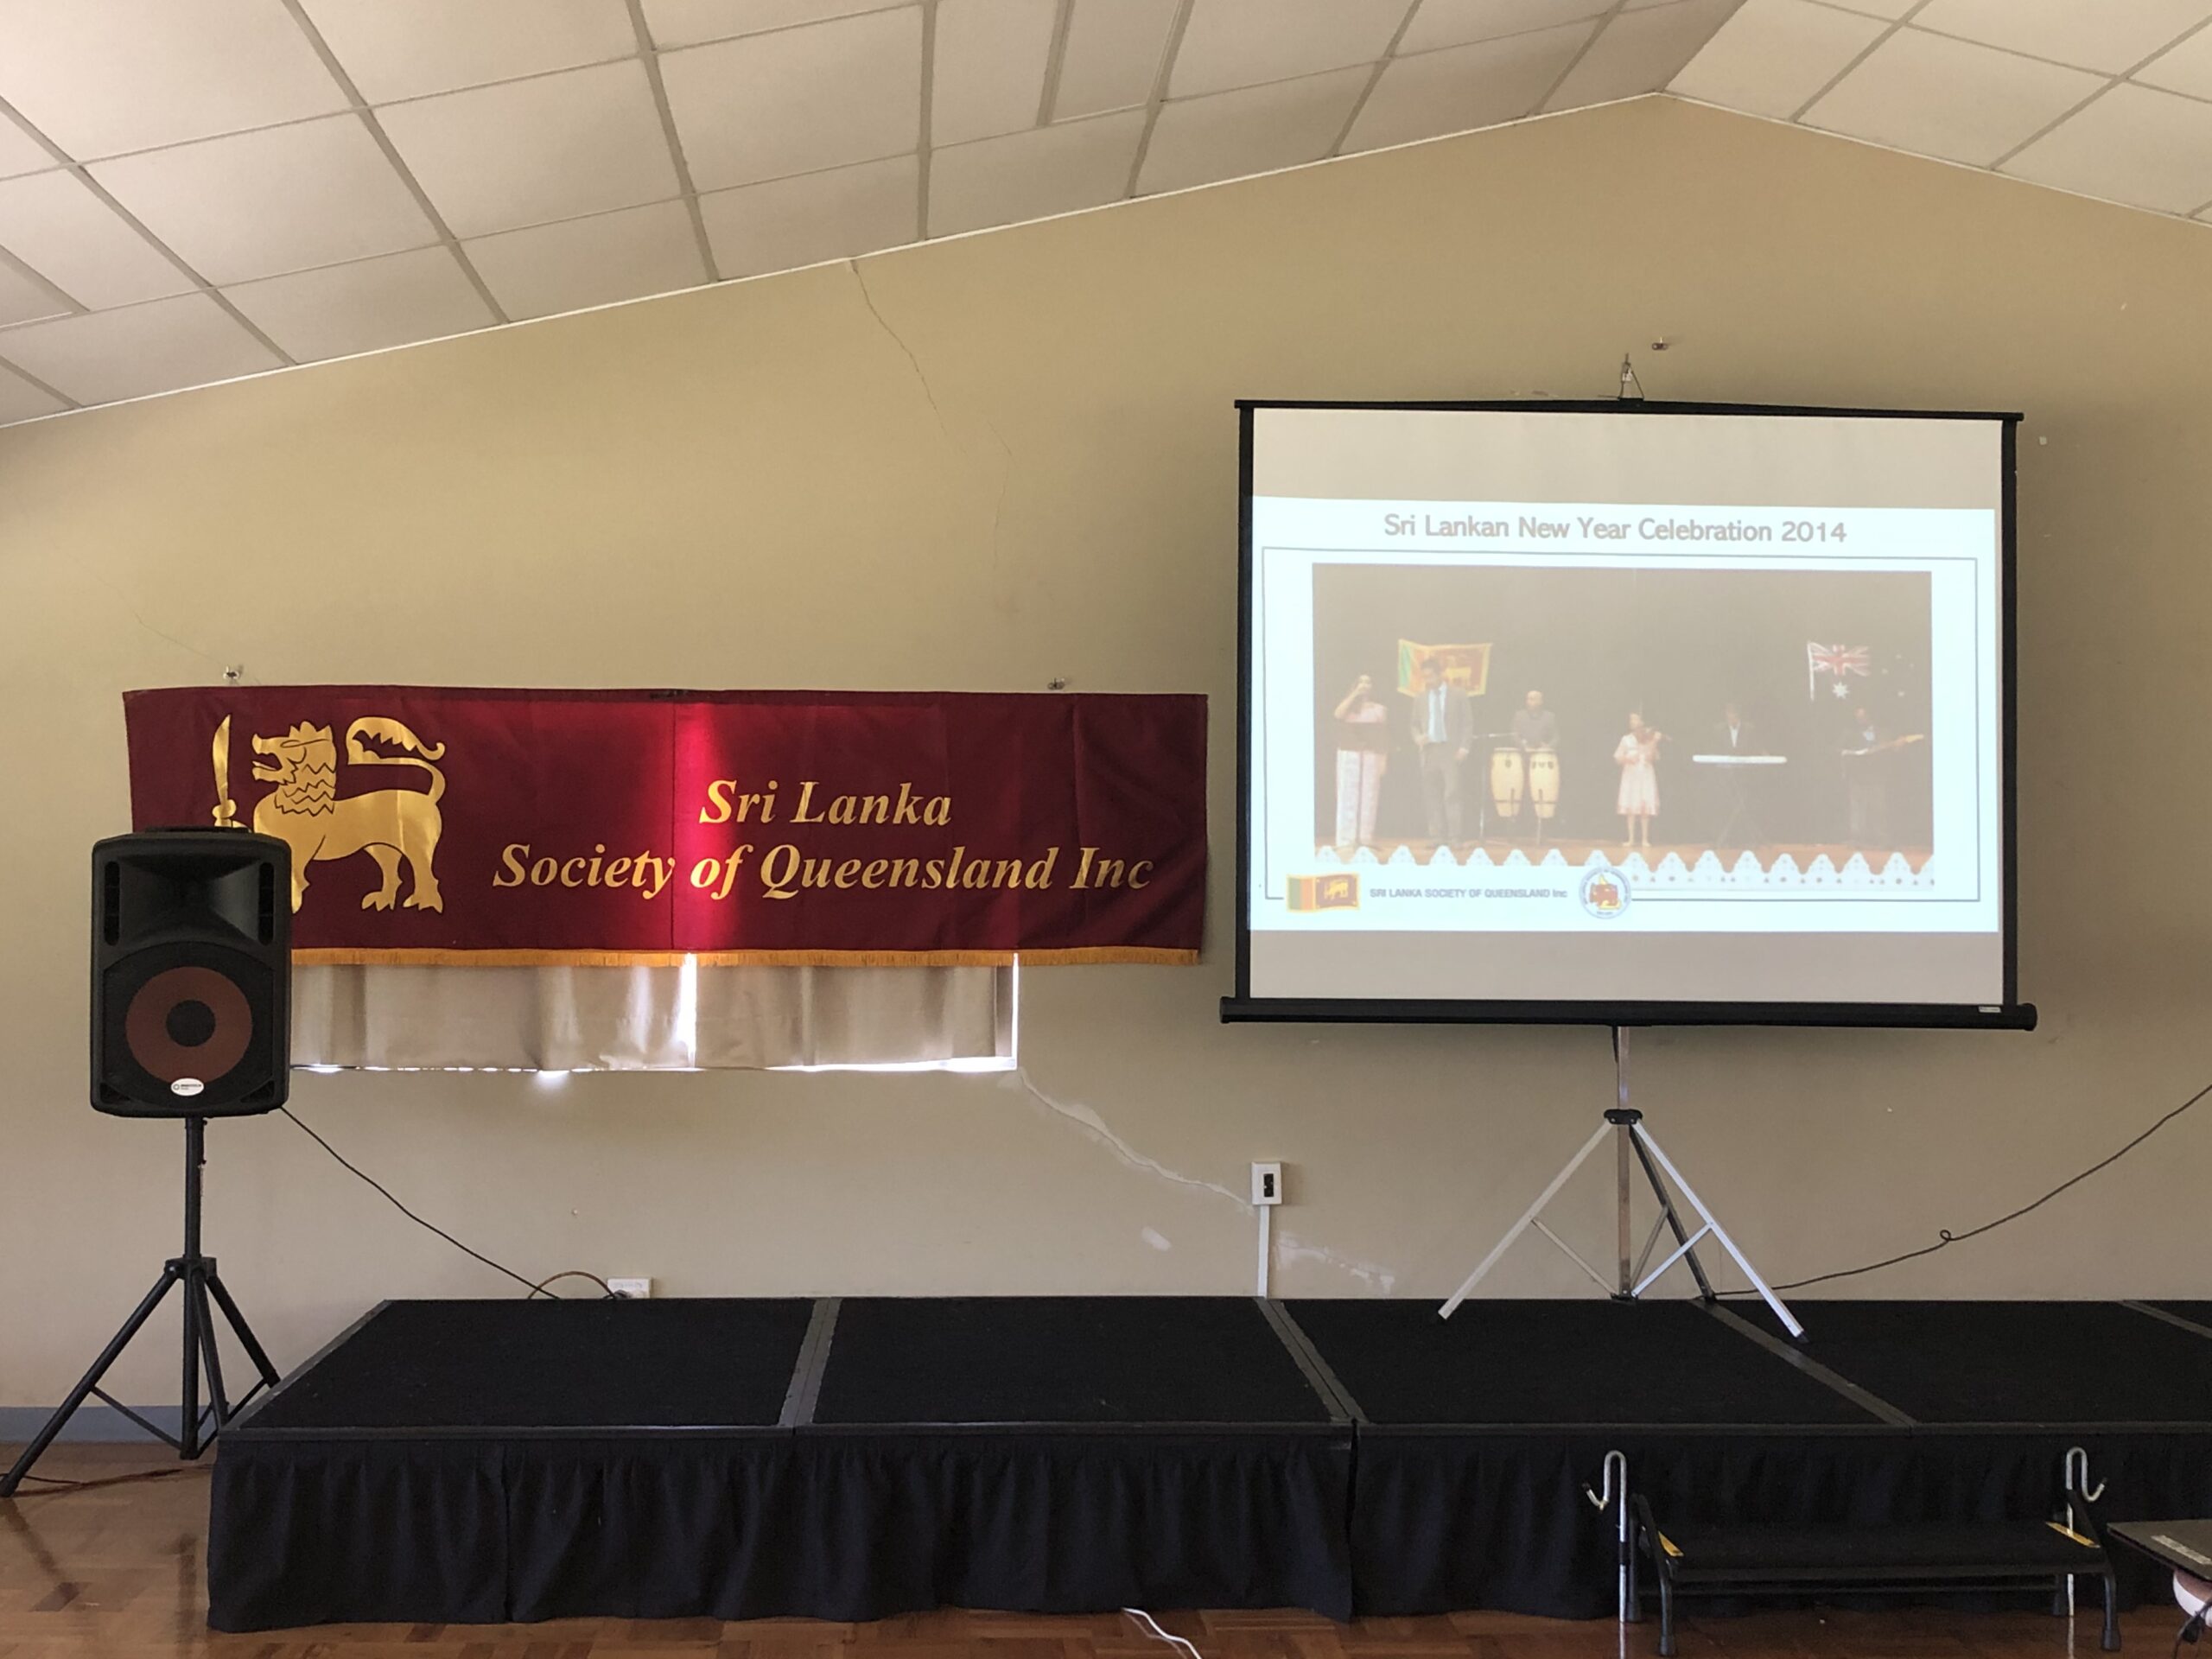 Sri Lanka
Society of Queensland Inc
Sri Lankan New Year Celebration 2014
SRI LANKA SOCIETY OF QUEENSLAND Inc